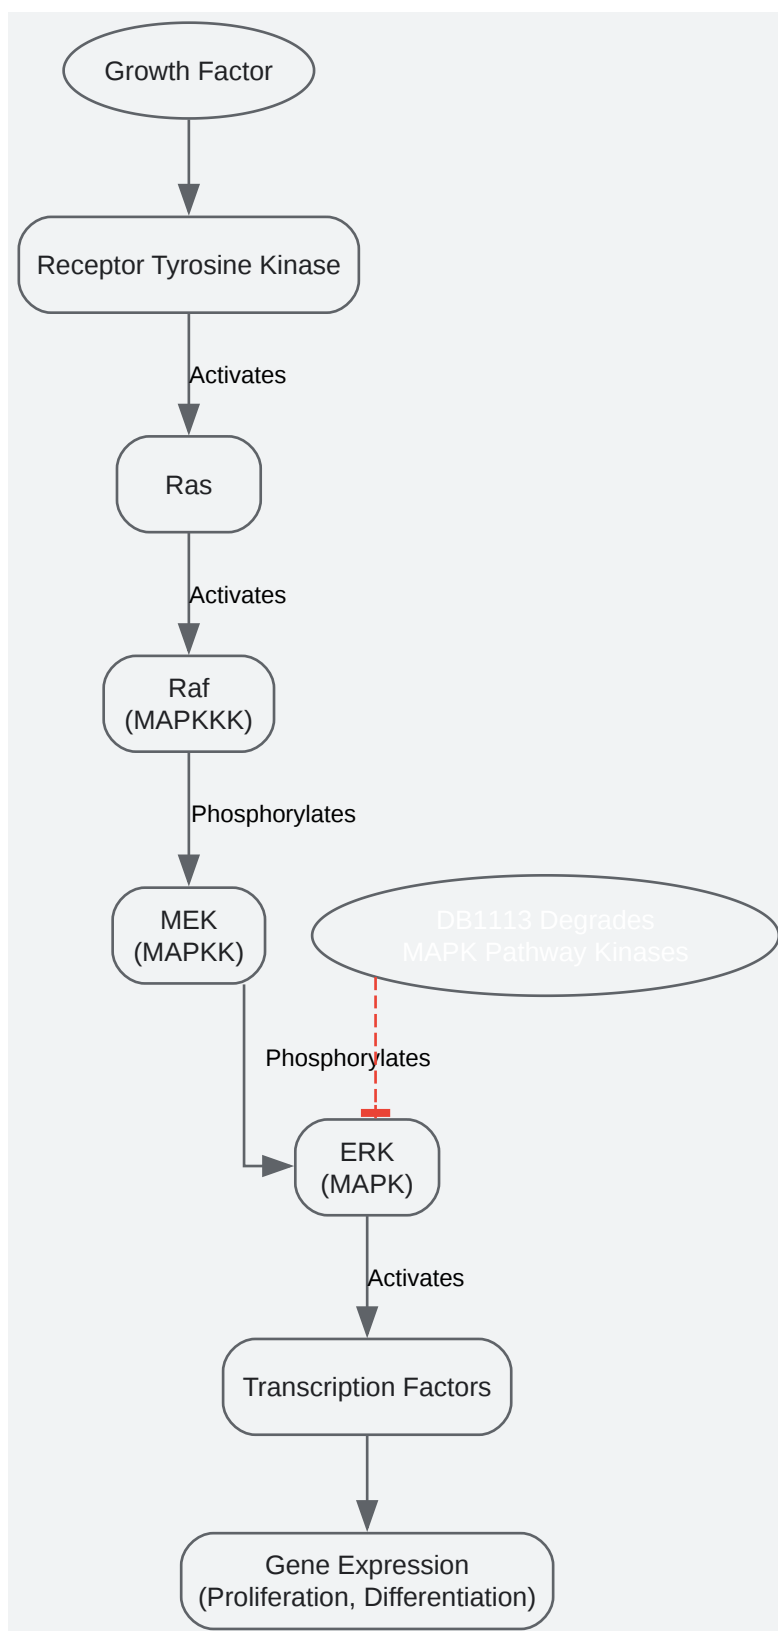 Growth Factor
Receptor Tyrosine Kinase
Activates
Ras
Activates
Raf
(MAPKKK)
Phosphorylates
MEK
(MAPKK)
DB1113 Degrades
MAPK Pathway Kinases
Phosphorylates
ERK
(MAPK)
Activates
Transcription Factors
Gene Expression
(Proliferation, Differentiation)